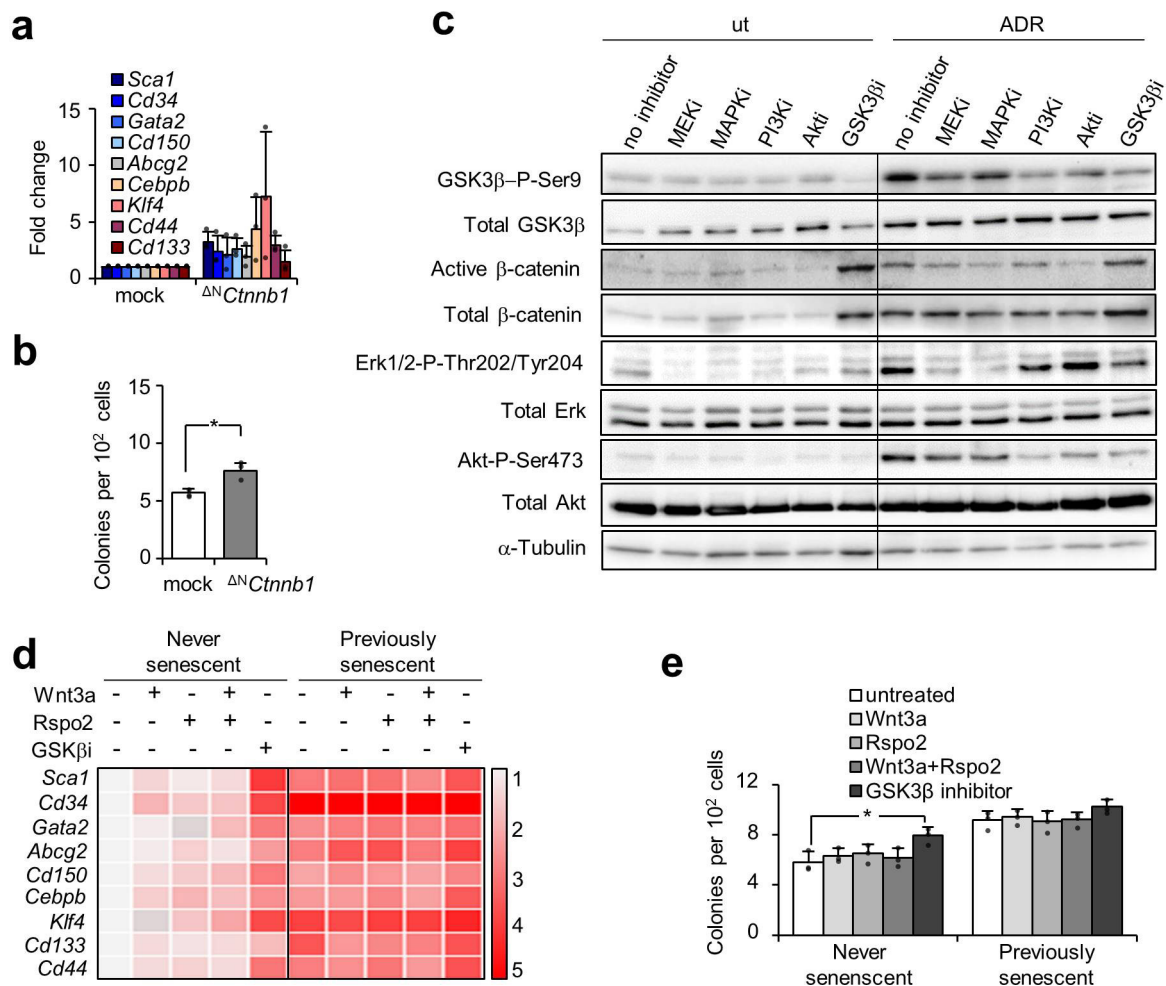 a
Sca1
Cd34
Gata2
Cd150
Abcg2
Cebpb
Klf4
Cd44
Cd133
Fold change
15
10
5
0
mock
ΔNCtnnb1
b
Colonies per 10² cells
15
10
5
0
*
mock
ΔNCtnnb1
c
ut
ADR
no inhibitor
MEKi
MAPKi
PI3Ki
Akti
GSK3βi
no inhibitor
MEKi
MAPKi
PI3Ki
Akti
GSK3βi
GSK3β–P-Ser9
Total GSK3β
Active β-catenin
Total β-catenin
Erk1/2-P-Thr202/Tyr204
Total Erk
Akt-P-Ser473
Total Akt
α-Tubulin
d
Never
senescent
Previously
senescent
Wnt3a - + - + - - + - + -
Rspo2 - - + + - - - + + -
GSKβi - - - - + - - - - +
Sca1
Cd34
Gata2
Abcg2
Cd150
Cebpb
Klf4
Cd133
Cd44
1
2
3
4
5
e
untreated
Wnt3a
Rspo2
Wnt3a+Rspo2
GSK3β inhibitor
Colonies per 10² cells
12
8
4
0
*
Never
senenscent
Previously
senescent